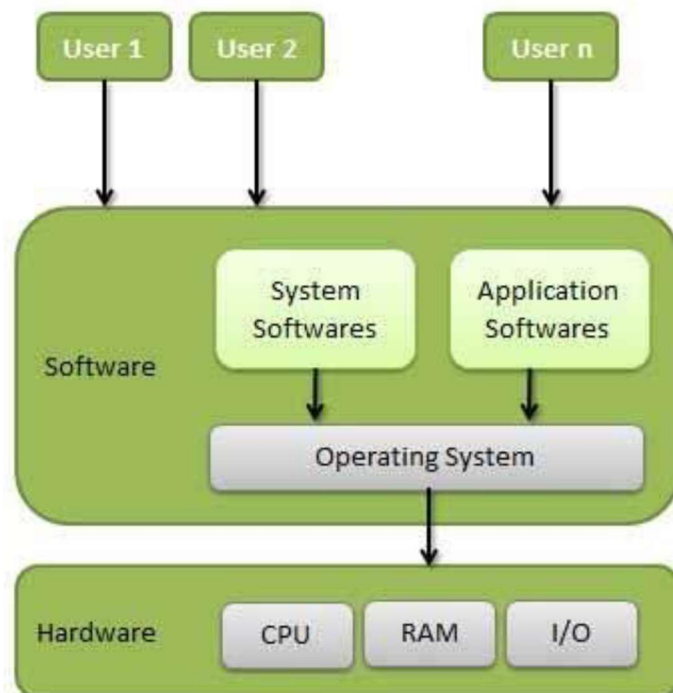 User 1
User 2
User n
System
Softwares
Application
Softwares
Software
Operating System
Hardware
CPU
RAM
I/O